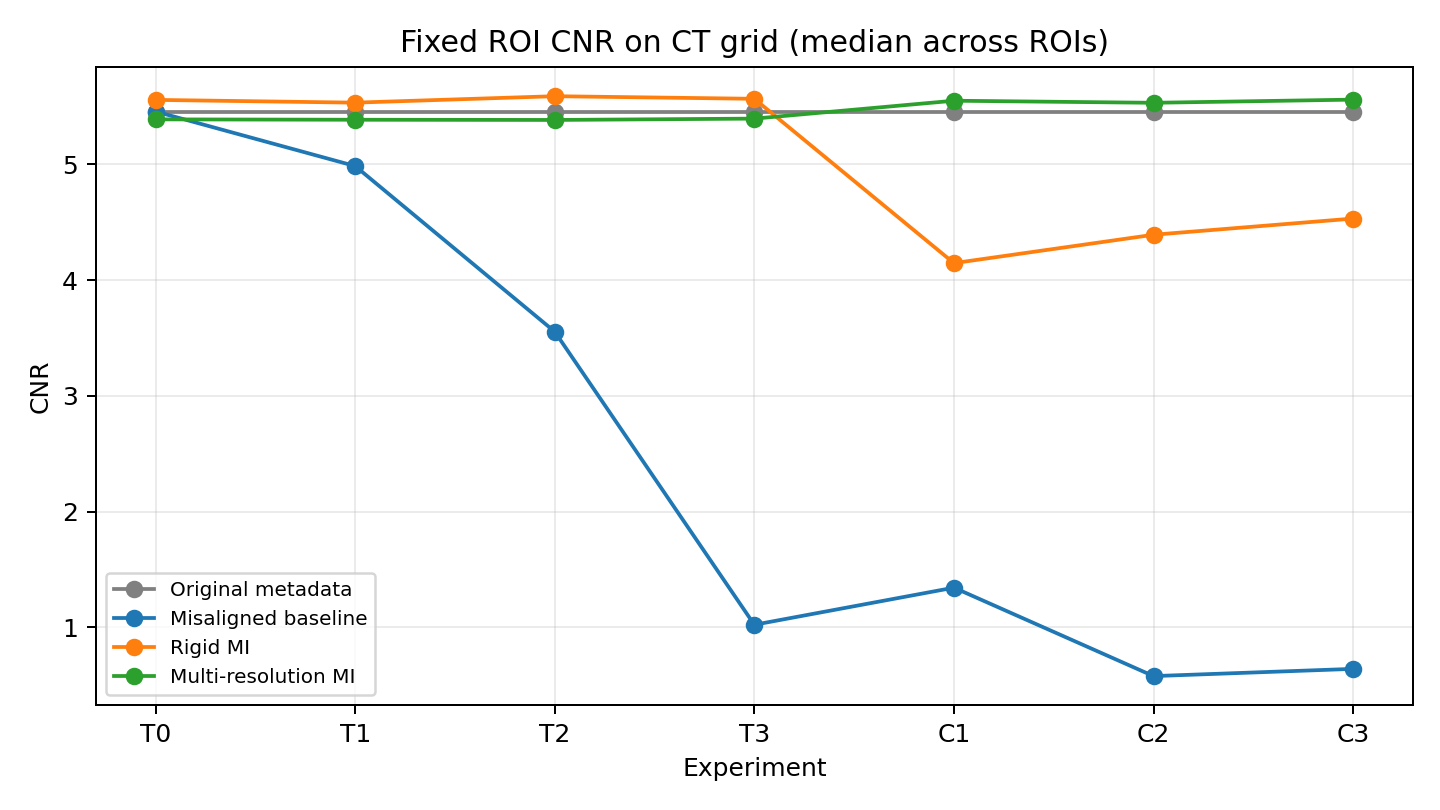 Fixed ROI CNR on CT grid (median across ROIs)
CNR
5
4
3
2
1
Original metadata
Misaligned baseline
Rigid MI
Multi-resolution MI
T0 T1 T2 T3 C1 C2 C3
Experiment